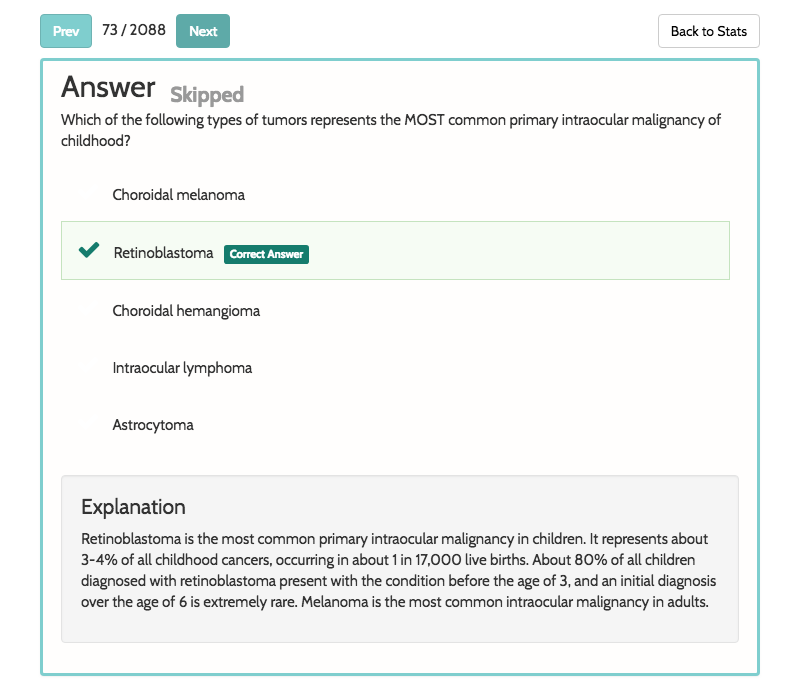 Prev 73 / 2088 Next Back to Stats
Answer Skipped
Which of the following types of tumors represents the MOST common primary intraocular malignancy of
childhood?
Choroidal melanoma
Retinoblastoma Correct Answer
Choroidal hemangioma
Intraocular lymphoma
Astrocytoma
Explanation
Retinoblastoma is the most common primary intraocular malignancy in children. It represents about
3-4% of all childhood cancers, occurring in about 1 in 17,000 live births. About 80% of all children
diagnosed with retinoblastoma present with the condition before the age of 3, and an initial diagnosis
over the age of 6 is extremely rare. Melanoma is the most common intraocular malignancy in adults.